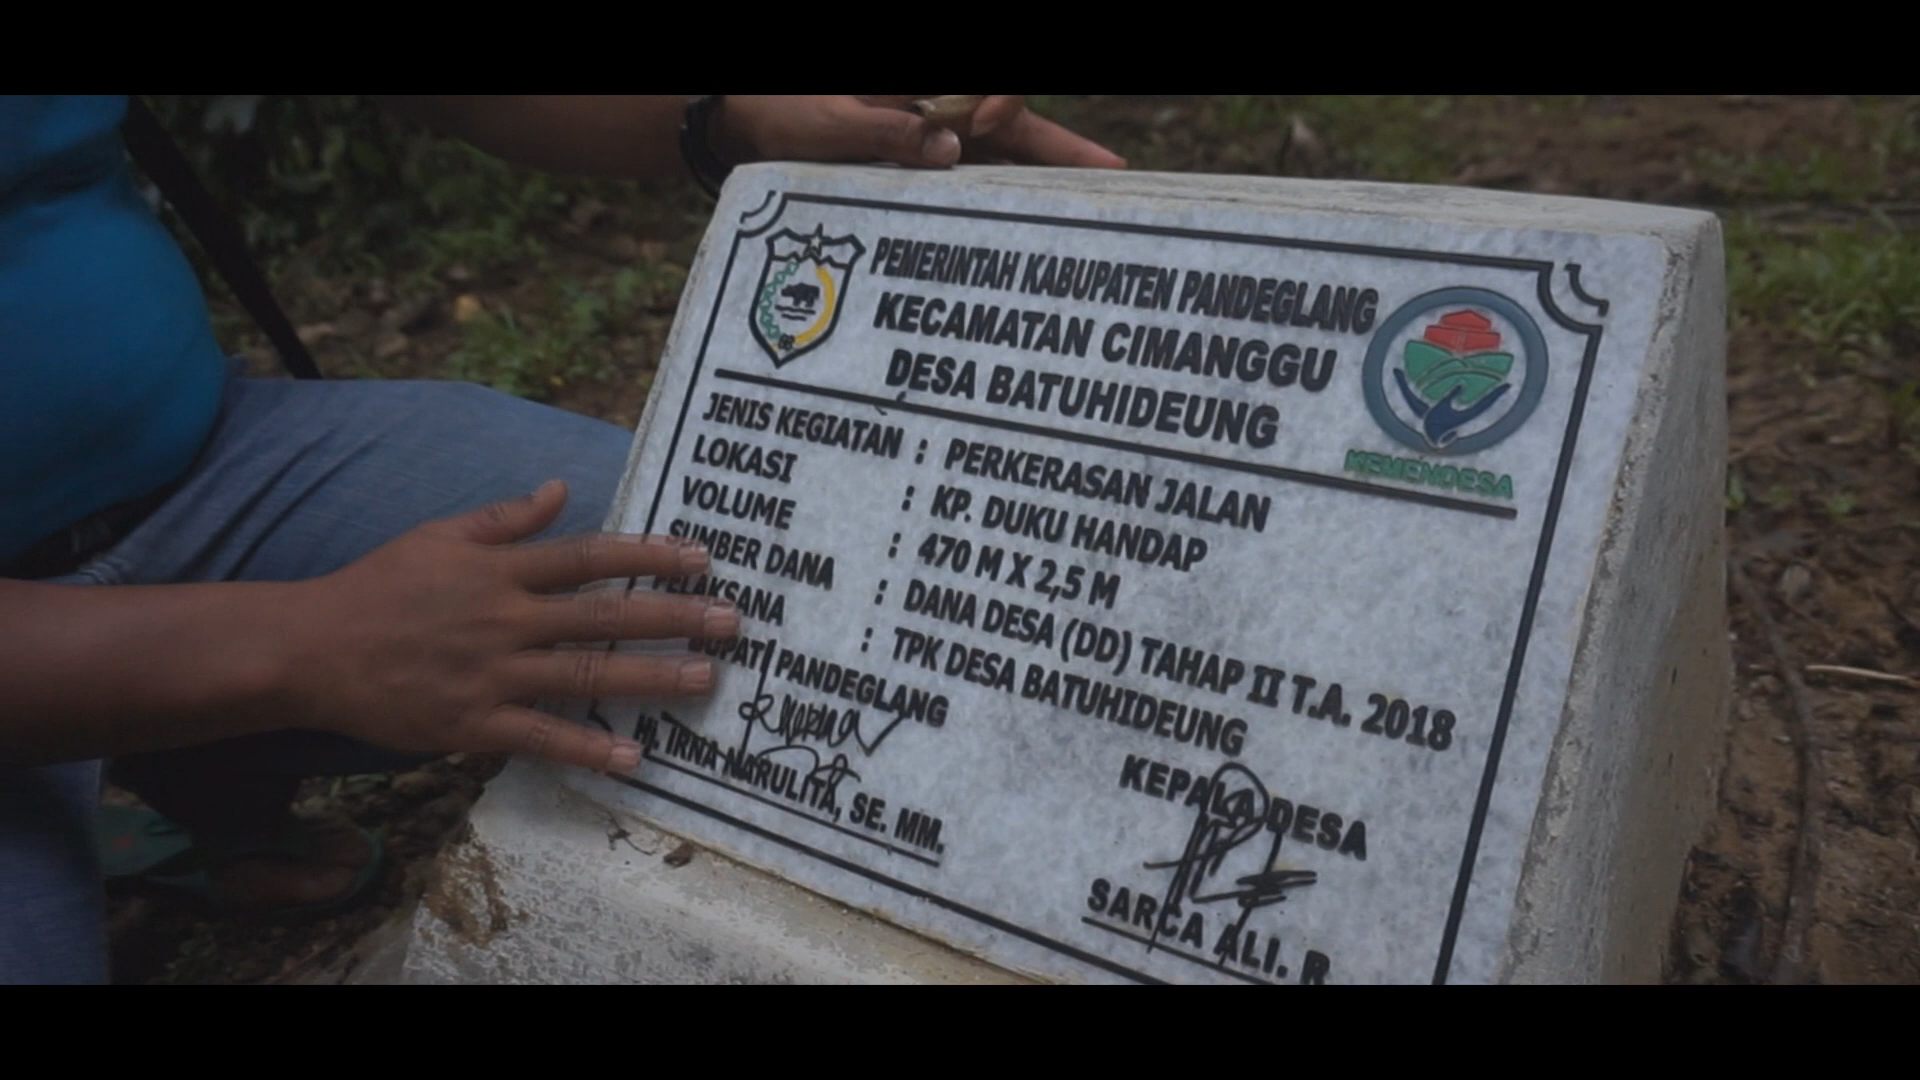 PEMERINTAH KABUPATEN PANDEGLANG
KECAMATAN CIMANGGU
DESA BATUHIDEUNG
KEMENDESA
JENIS KEGIATAN : PERKERASAN JALAN
LOKASI : KP. DUKU HANDAP
VOLUME : 470 M X 2,5 M
SUMBER DANA : DANA DESA (DD) TAHAP II T.A. 2018
PELAKSANA : TPK DESA BATUHIDEUNG
BUPATI PANDEGLANG
Hj. IRNA NARULITA, SE. MM.
KEPALA DESA
SARCA ALI. R